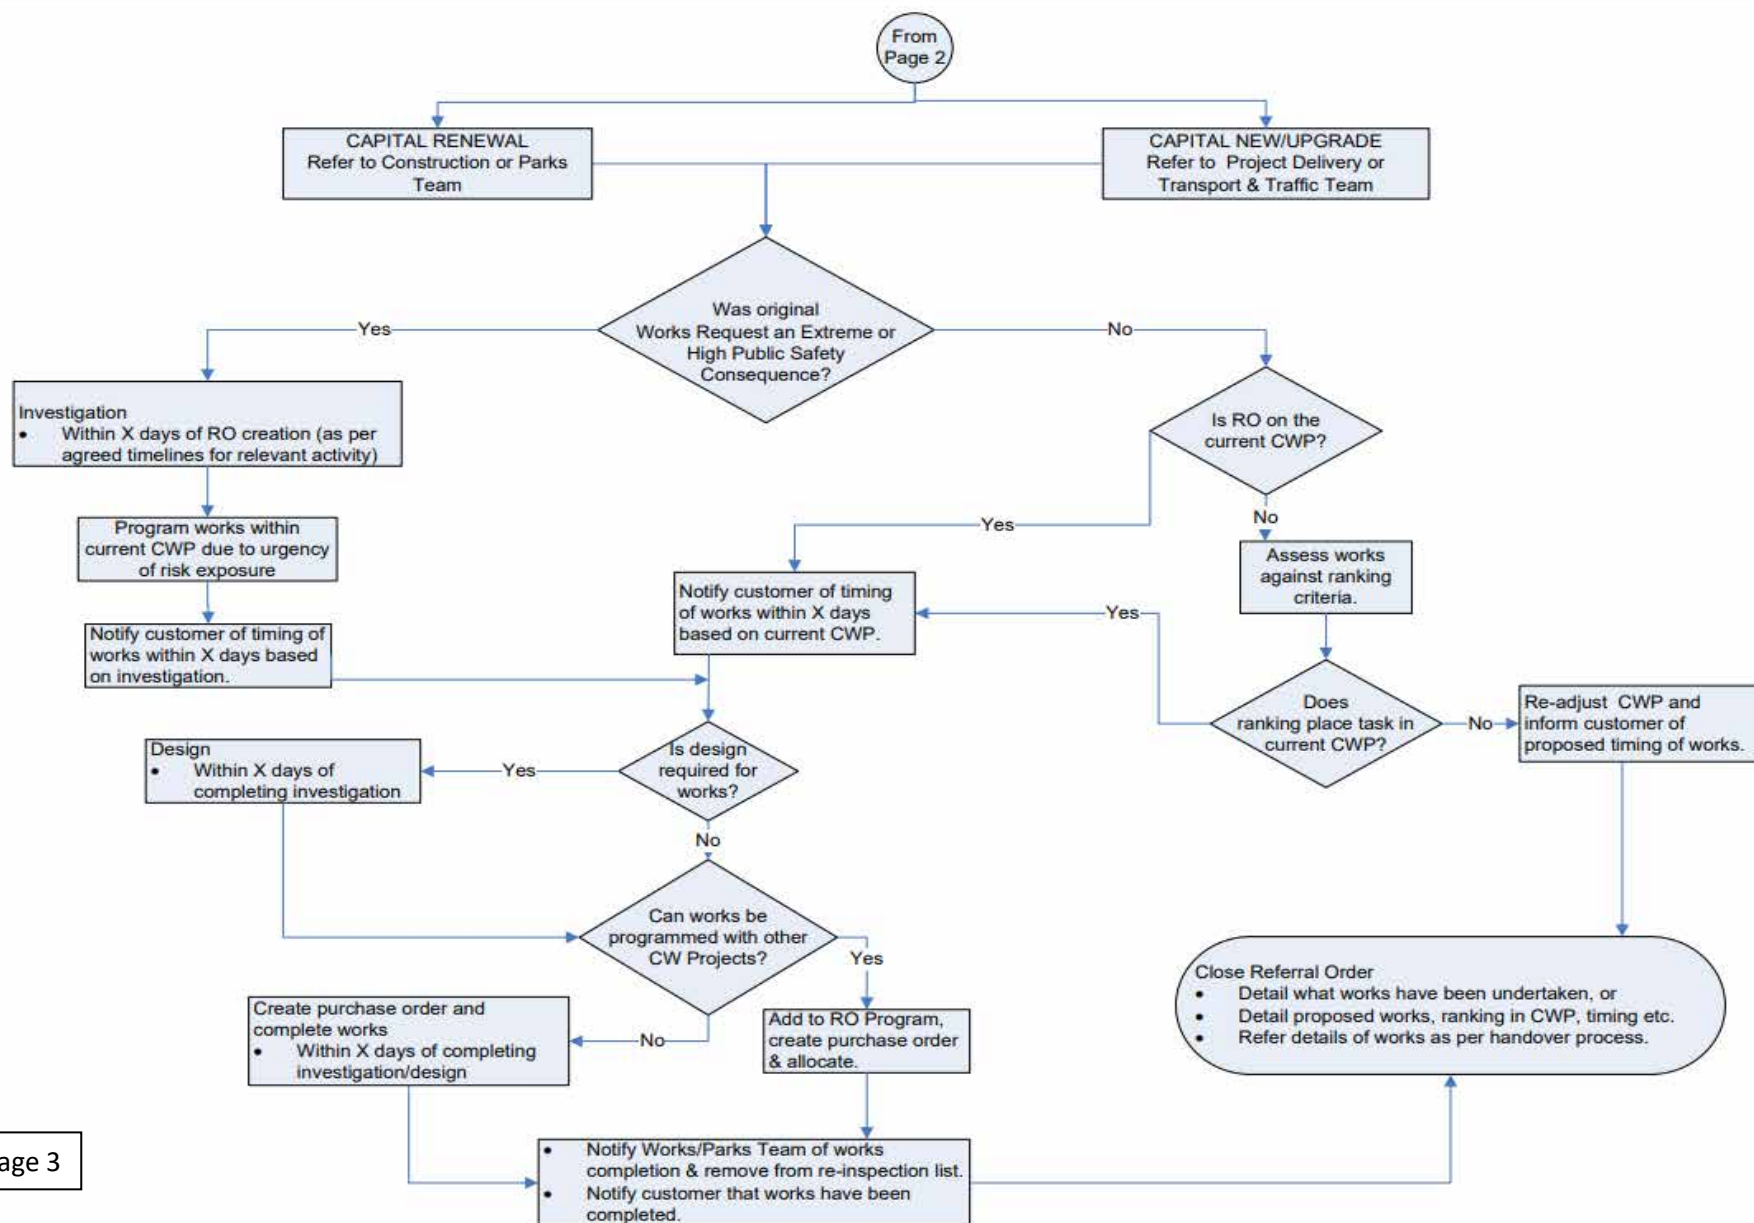 From
Page 2
CAPITAL RENEWAL
Refer to Construction or Parks
Team
CAPITAL NEW/UPGRADE
Refer to Project Delivery or
Transport & Traffic Team
Was original
Works Request an Extreme or
High Public Safety
Consequence?
Yes
No
Investigation
• Within X days of RO creation (as per
agreed timelines for relevant activity)
Is RO on the
current CWP?
Program works within
current CWP due to urgency
of risk exposure
Yes
No
Assess works
against ranking
criteria.
Notify customer of timing
of works within X days
based on current CWP.
Yes
Notify customer of timing of
works within X days based
on investigation.
Does
ranking place task in
current CWP?
No
Re-adjust CWP and
inform customer of
proposed timing of works.
Design
• Within X days of
completing investigation
Yes
Is design
required for
works?
No
Can works be
programmed with other
CW Projects?
Yes
Close Referral Order
• Detail what works have been undertaken, or
• Detail proposed works, ranking in CWP, timing etc.
• Refer details of works as per handover process.
Create purchase order and
complete works
• Within X days of completing
investigation/design
No
Add to RO Program,
create purchase order
& allocate.
• Notify Works/Parks Team of works
completion & remove from re-inspection list.
• Notify customer that works have been
completed.
age 3